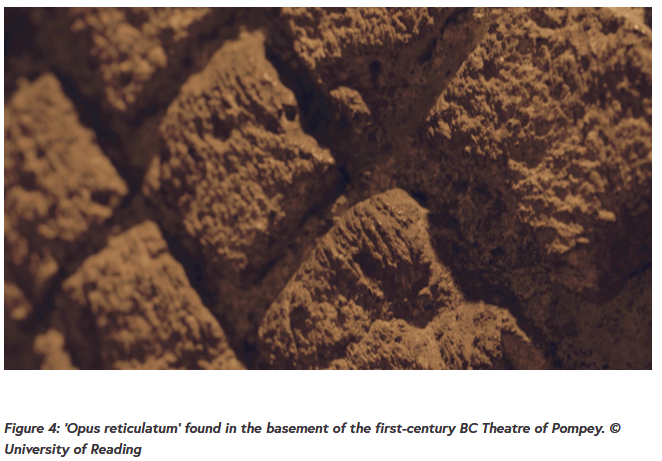 Figure 4: 'Opus reticulatum' found in the basement of the first-century BC Theatre of Pompey. ©
University of Reading